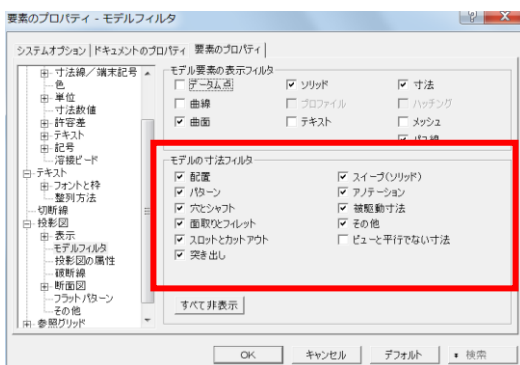 要素のプロパティ - モデルフィルタ
システムオプション ドキュメントのプロパティ 要素のプロパティ
寸法線／端末記号
色
単位
寸法数値
許容差
テキスト
記号
溶接ビード
テキスト
フォントと枠
整列方法
切断線
投影図
表示
モデルフィルタ
投影図の属性
破断線
断面図
フラットパターン
その他
参照グリッド
モデル要素の表示フィルタ
データム点 ソリッド 寸法
曲線 プロファイル ハッチング
曲面 テキスト メッシュ
パス線
モデルの寸法フィルタ
配置 スイープ(ソリッド)
パターン アノテーション
穴とシャフト 被駆動寸法
面取りとフィレット その他
スロットとカットアウト ビューと平行でない寸法
突き出し
すべて非表示
OK キャンセル デフォルト 検索